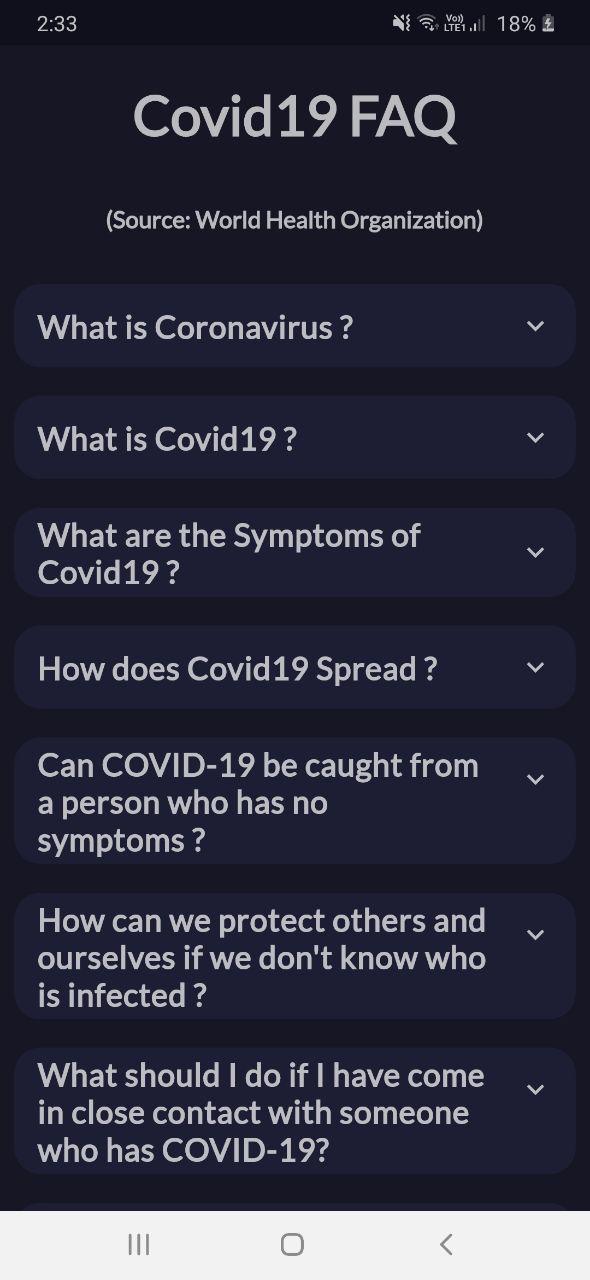 2:33 Vo)) LTE1 18%
Covid19 FAQ
(Source: World Health Organization)
What is Coronavirus ?
What is Covid19 ?
What are the Symptoms of
Covid19 ?
How does Covid19 Spread ?
Can COVID-19 be caught from
a person who has no
symptoms ?
How can we protect others and
ourselves if we don't know who
is infected ?
What should I do if I have come
in close contact with someone
who has COVID-19?